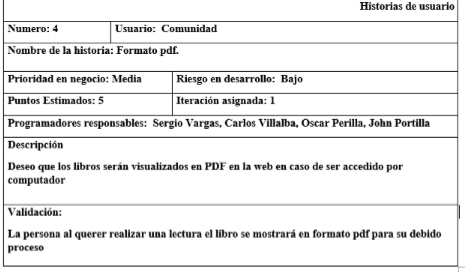 Historias de usuario
Numero: 4 Usuario: Comunidad
Nombre de la historia: Formato pdf.
Prioridad en negocio: Media Riesgo en desarrollo: Bajo
Puntos Estimados: 5 Iteración asignada: 1
Programadores responsables: Sergio Vargas, Carlos Villalba, Oscar Perilla, John Portilla
Descripción
Deseo que los libros serán visualizados en PDF en la web en caso de ser accedido por
computador
Validación:
La persona al querer realizar una lectura el libro se mostrará en formato pdf para su debido
proceso